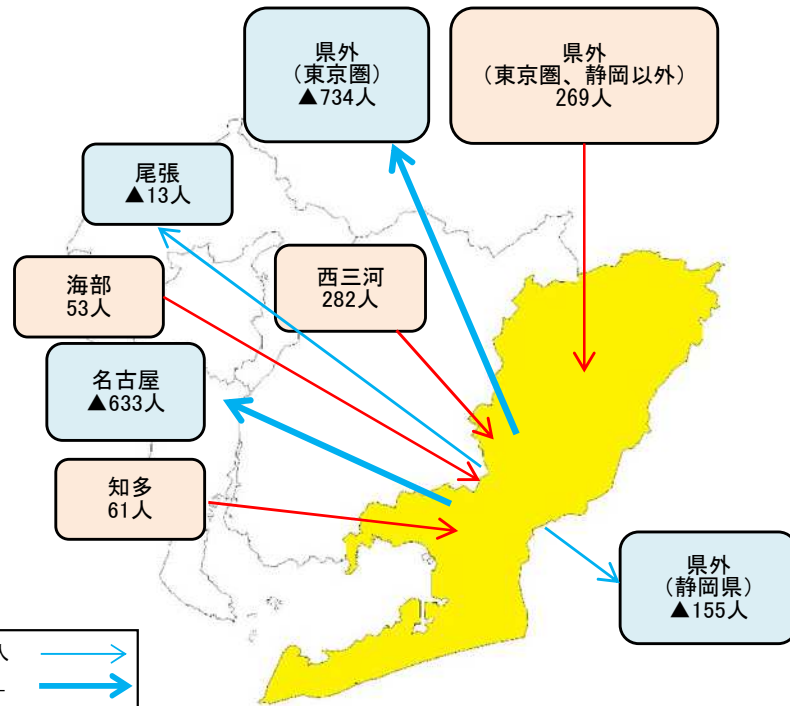 県外
(東京圏)
▲734人
県外
(東京圏、静岡以外)
269人
尾張
▲13人
海部
53人
西三河
282人
名古屋
▲633人
知多
61人
県外
(静岡県)
▲155人
人